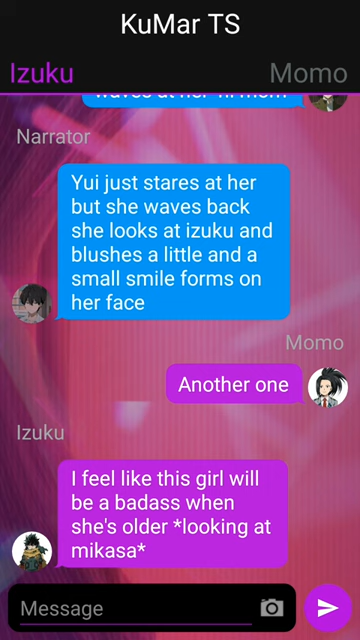 KuMar TS
Izuku Momo
Narrator
Yui just stares at her
but she waves back
she looks at izuku and
blushes a little and a
small smile forms on
her face
Momo
Another one
Izuku
I feel like this girl will
be a badass when
she's older *looking at
mikasa*
Message